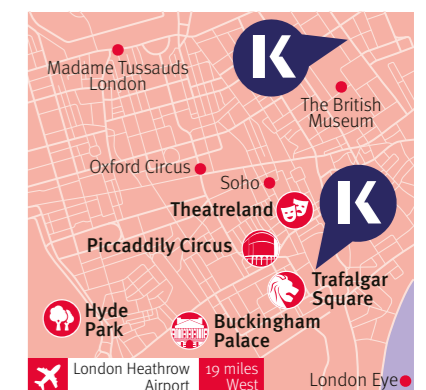 K
Madame Tussauds
London
The British
Museum
Oxford Circus
Soho
K
Theatreland
Piccadilly Circus
Trafalgar
Square
Hyde
Park
Buckingham
Palace
London Heathrow
Airport
19 miles
West
London Eye